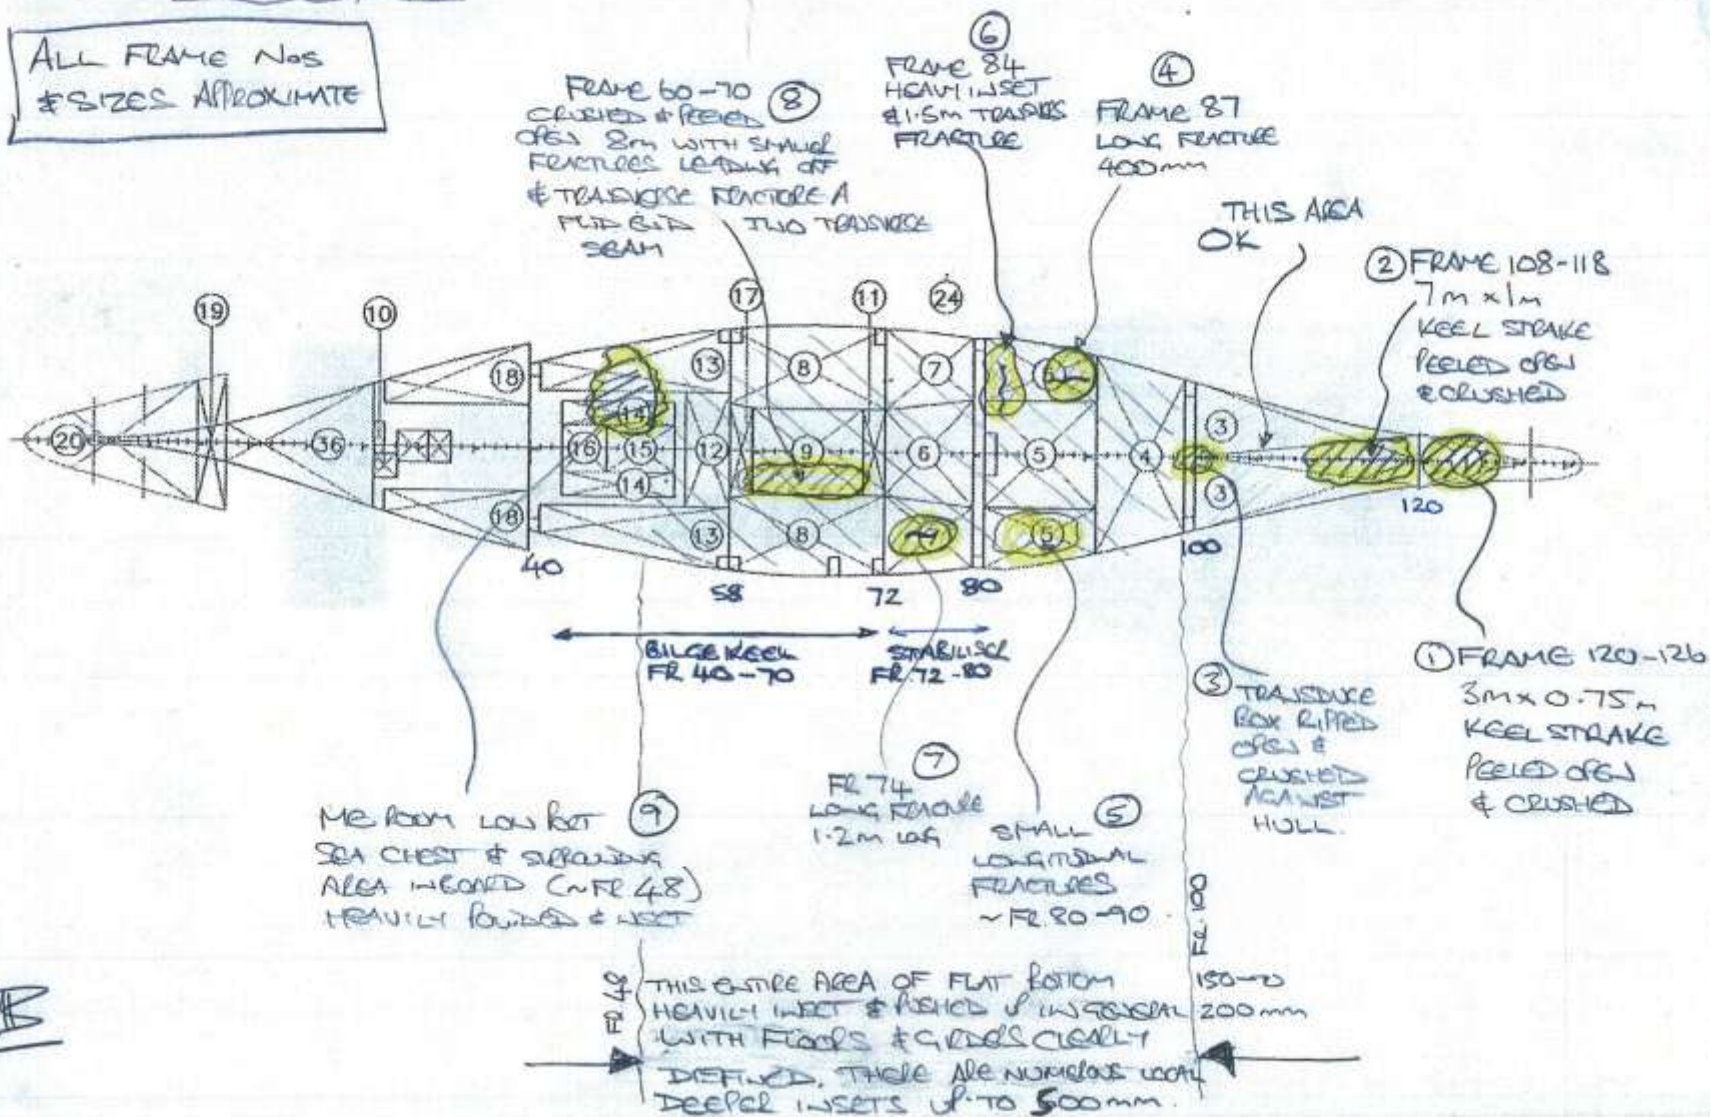 ALL FRAME Nos
& SIZES APPROXIMATE
FRAME 60-70
8
CRUSHED & PEELED
OPEN 8m WITH SMALLER
FRACTURES LEADING OFF
& TRANSVERSE FRACTURE A
TWO TRANSVERSE
SEAM
6
FRAME 84
HEAVY INSET
& 1.5m
FRACTURE
4
FRAME 87
LONG FRACTURE
400mm
THIS AREA
OK
2 FRAME 108-118
7m x 1m
KEEL STRAKE
PEELED OPEN
& CRUSHED
19
10
17
11
24
18
13
8
7
3
14
20
36
16
15
12
9
6
5
4
14
3
18
13
8
120
40
58
72
80
100
BILGE KEEL
FR 40-70
STABILISER
FR 72-80
1 FRAME 120-126
3m x 0.75m
KEEL STRAKE
PEELED OPEN
& CRUSHED
3 TRANSDUCE
BOX RIPPED
OPEN &
CRUSHED
AGAINST
HULL.
7
FR 74
LONG FRACTURE
1.2m LONG
SMALL 5
LONGITUDINAL
FRACTURES
~ FR. 80-90
ME ROOM LOW PORT 9
SEA CHEST & SURROUNDING
AREA INBOARD (~ FR 48)
HEAVILY & INSET
THIS ENTIRE AREA OF FLAT BOTTOM 150-
HEAVILY INSET & PUSHED UP IN GENERAL 200mm
WITH FLOORS & GIRDERS CLEARLY
DEFINED. THERE ARE NUMEROUS LOCAL
DEEPER INSETS UP TO 500mm.